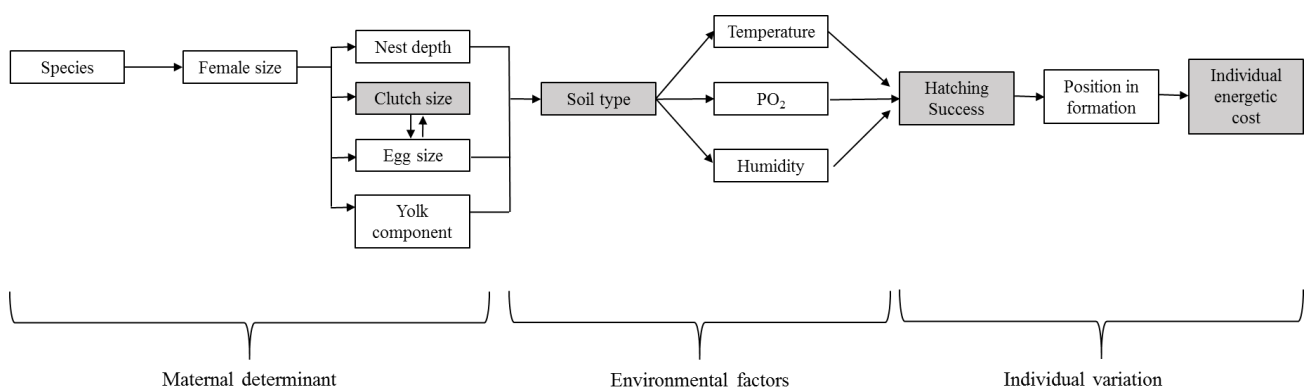 Species
Female size
Nest depth
Clutch size
Egg size
Yolk
component
Soil type
Temperature
PO₂
Humidity
Hatching
Success
Position in
formation
Individual
energetic
cost
Maternal determinant
Environmental factors
Individual variation